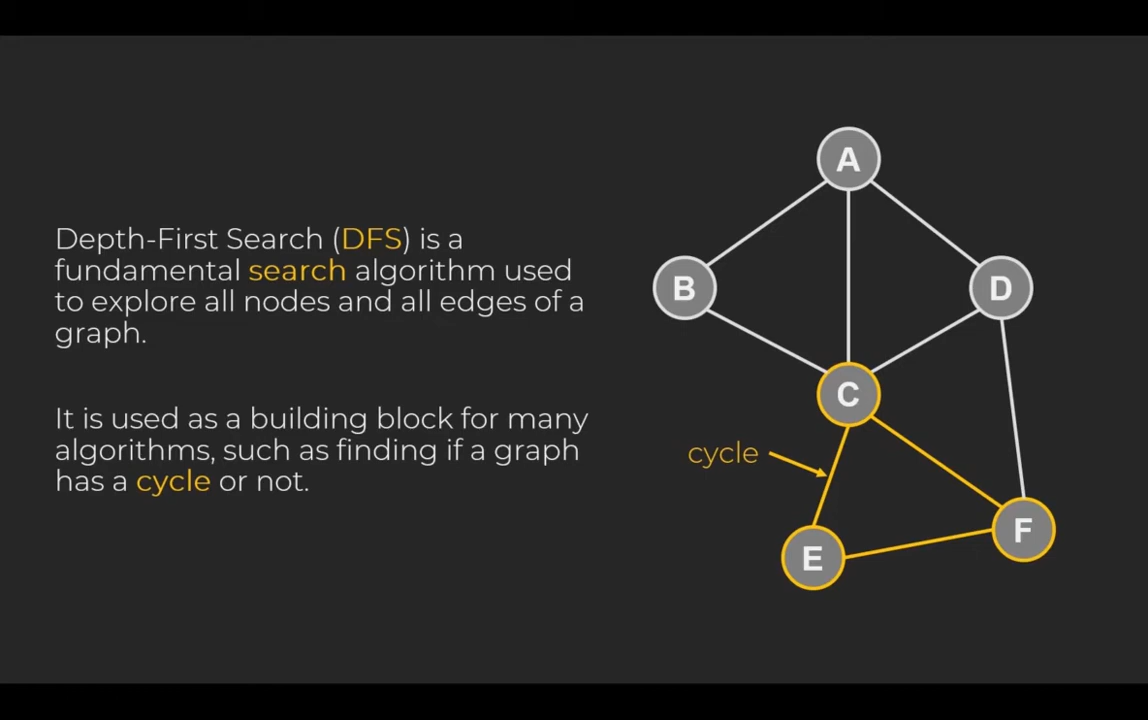 Depth-First Search (DFS) is a
fundamental search algorithm used
to explore all nodes and all edges of a
graph.
It is used as a building block for many
algorithms, such as finding if a graph
has a cycle or not.
A
B
D
C
cycle
F
E